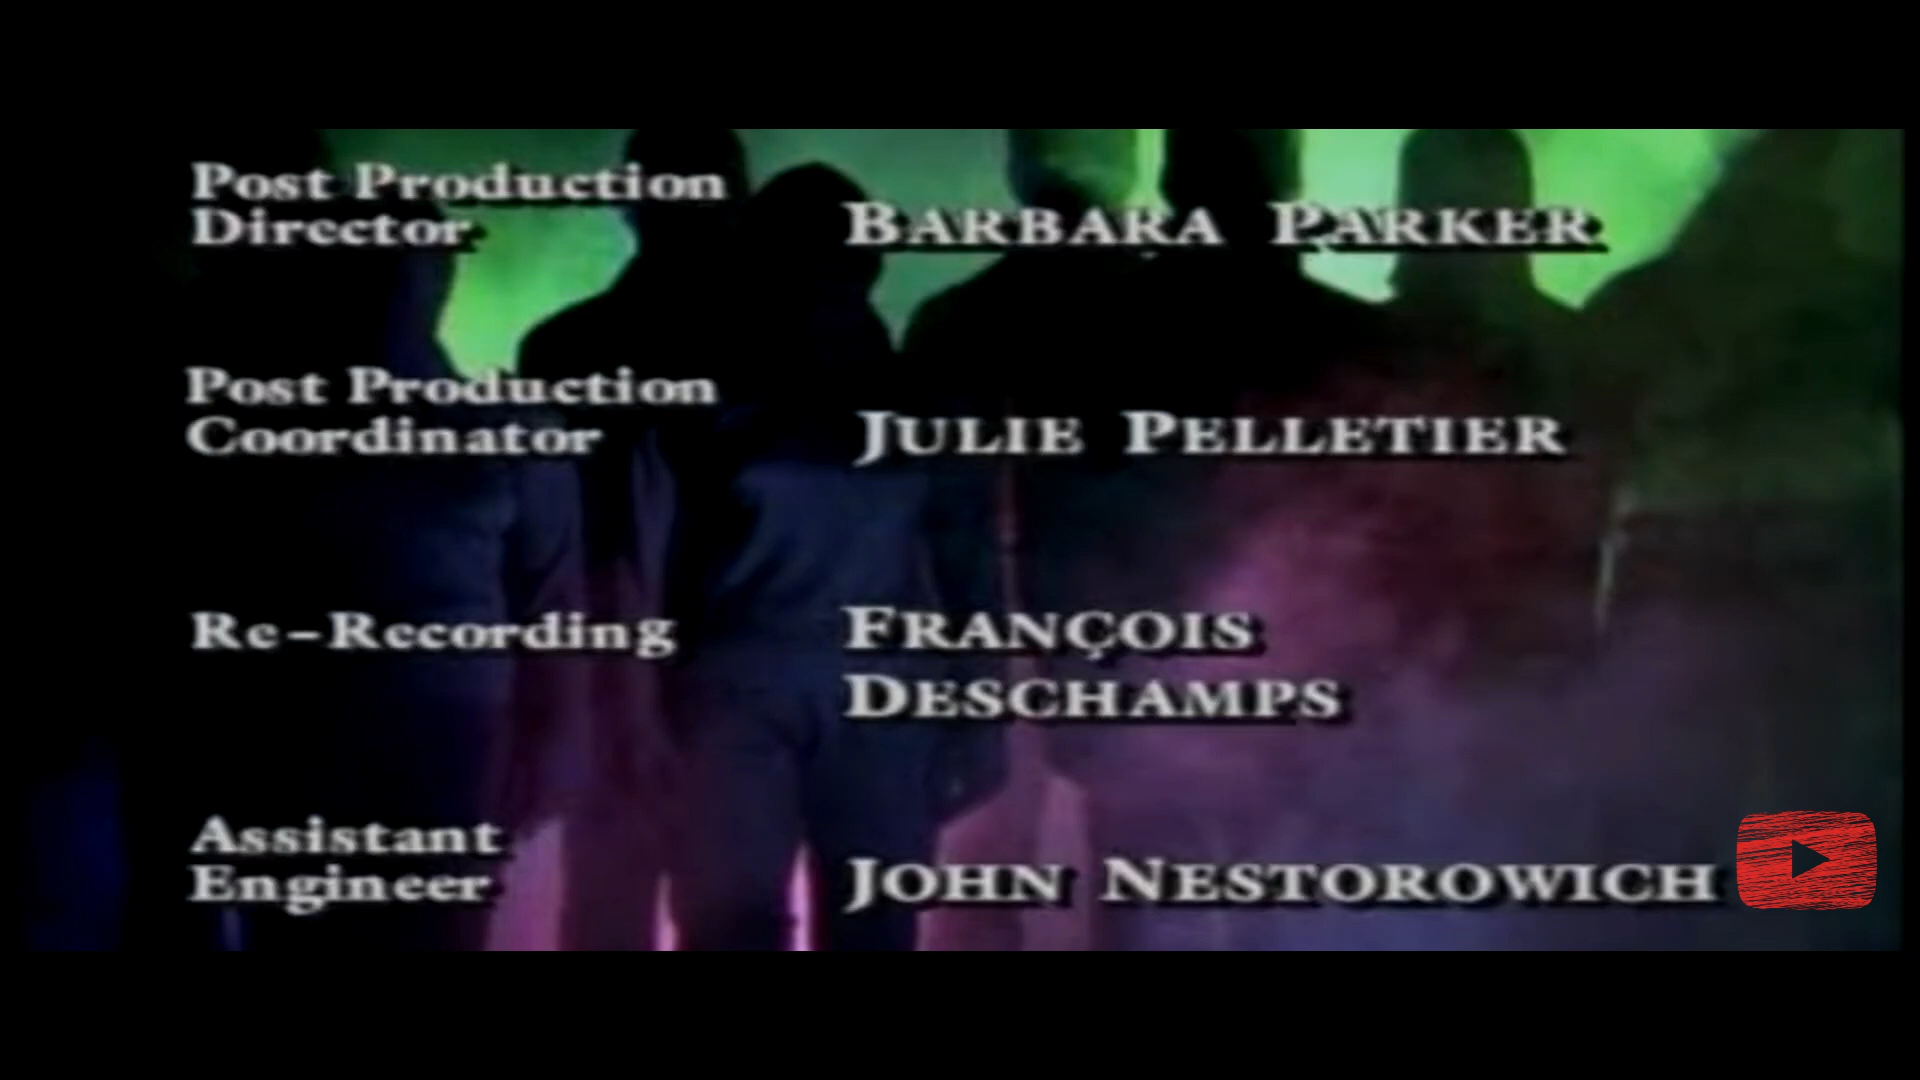 Post Production
Director
BARBARA PARKER
Post Production
Coordinator
JULIE PELLETIER
Re-Recording
FRANÇOIS
DESCHAMPS
Assistant
Engineer
JOHN NESTOROWICH